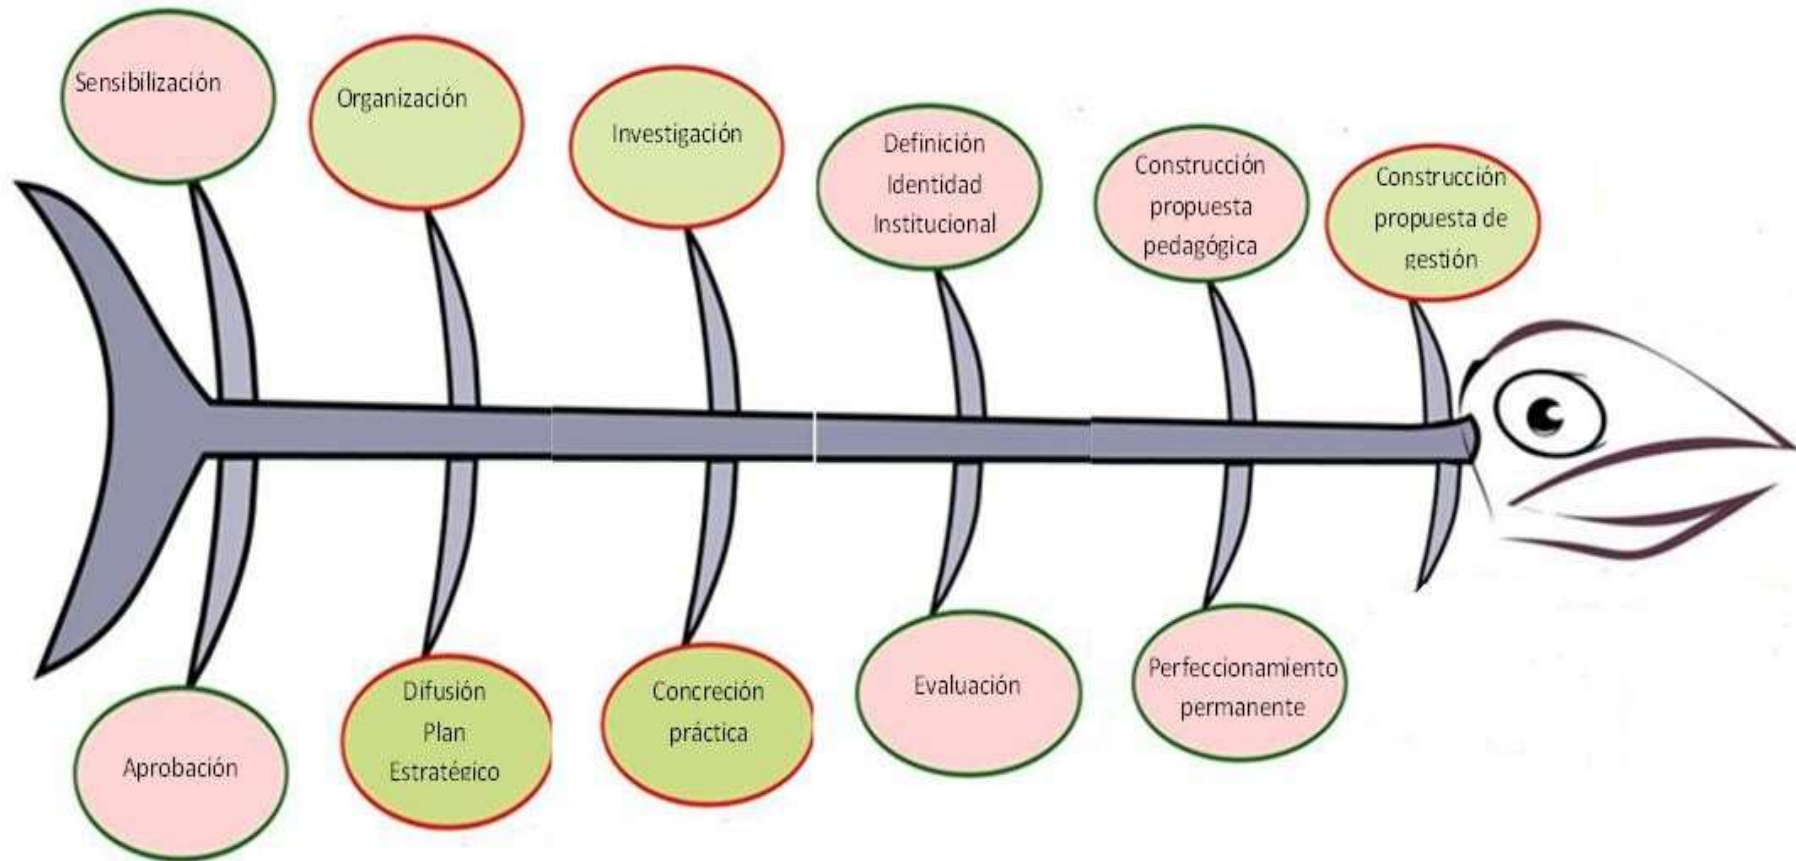 Sensibilización
Organización
Investigación
Definición
Identidad
Institucional
Construcción
propuesta
pedagógica
Construcción
propuesta de
gestión
Aprobación
Difusión
Plan
Estratégico
Concreción
práctica
Evaluación
Perfeccionamiento
permanente